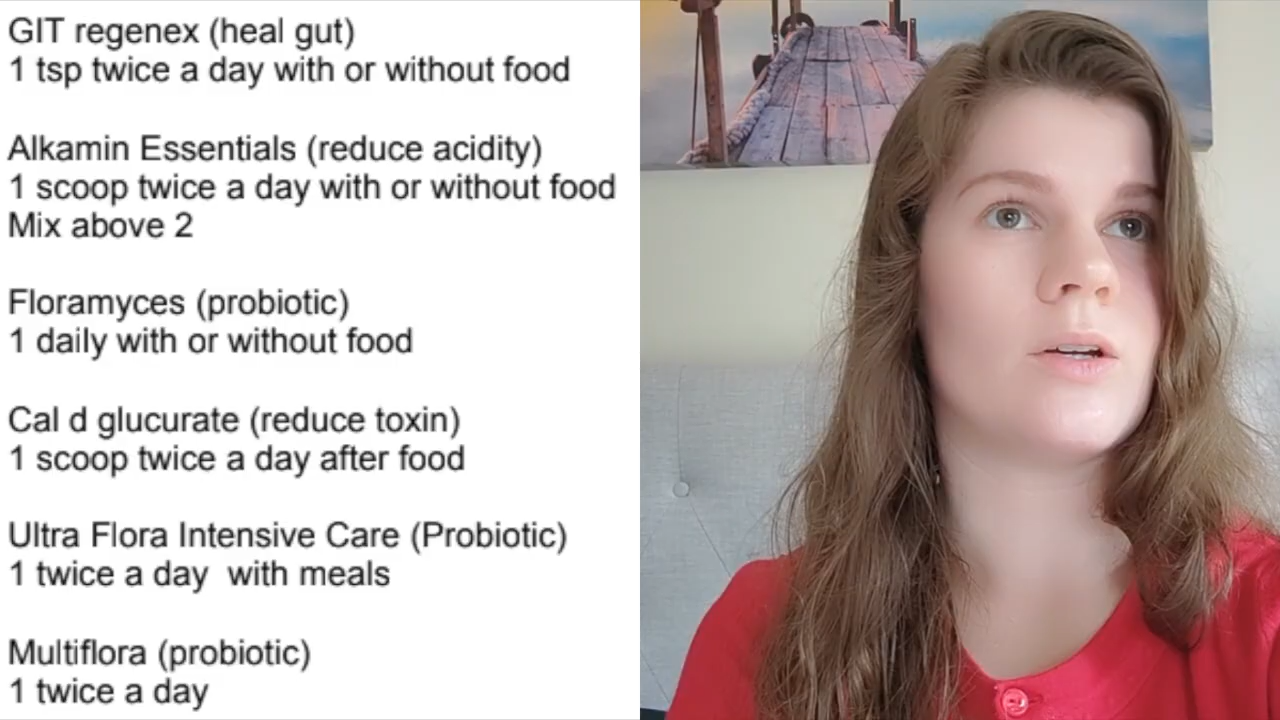 GIT regenex (heal gut)
1 tsp twice a day with or without food
Alkamin Essentials (reduce acidity)
1 scoop twice a day with or without food
Mix above 2
Floramyces (probiotic)
1 daily with or without food
Cal d glucurate (reduce toxin)
1 scoop twice a day after food
Ultra Flora Intensive Care (Probiotic)
1 twice a day  with meals
Multiflora (probiotic)
1 twice a day